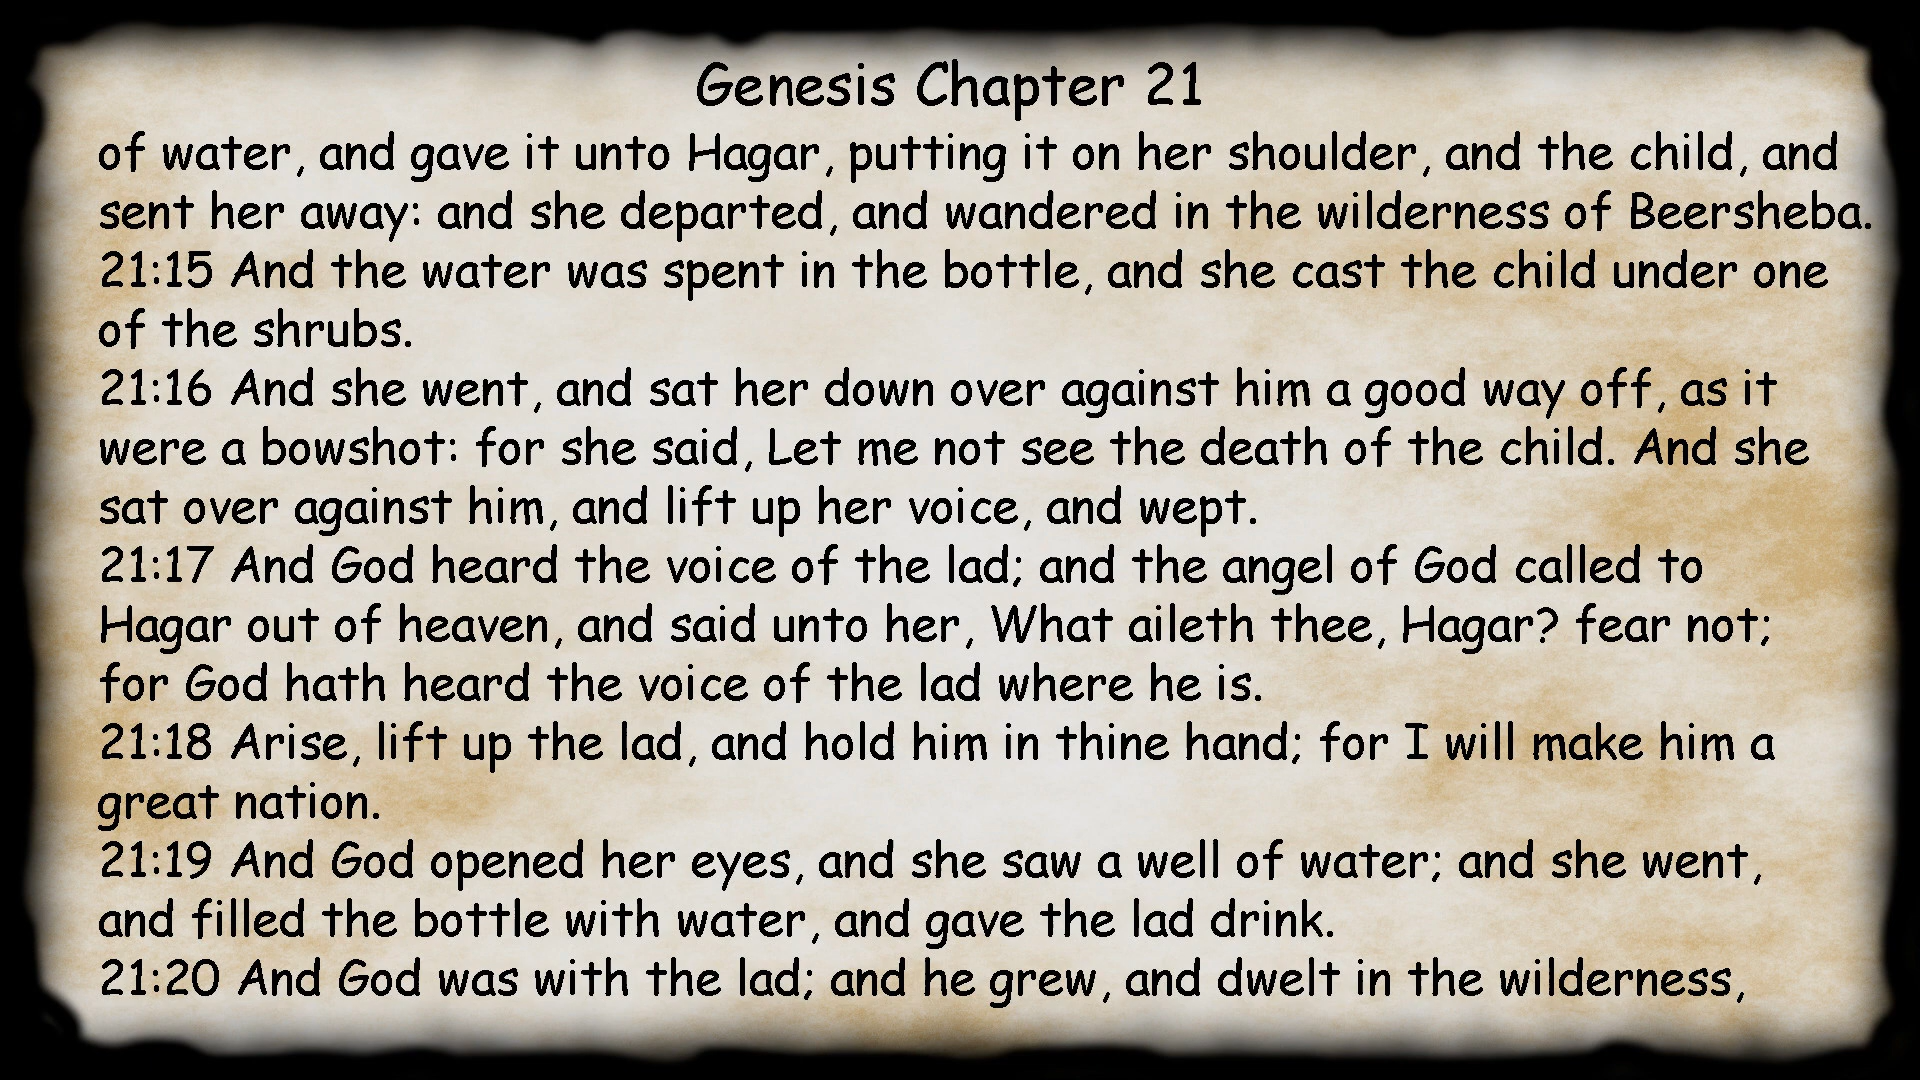 Genesis Chapter 21
of water, and gave it unto Hagar, putting it on her shoulder, and the child, and
sent her away: and she departed, and wandered in the wilderness of Beersheba.
21:15 And the water was spent in the bottle, and she cast the child under one
of the shrubs.
21:16 And she went, and sat her down over against him a good way off, as it
were a bowshot: for she said, Let me not see the death of the child. And she
sat over against him, and lift up her voice, and wept.
21:17 And God heard the voice of the lad; and the angel of God called to
Hagar out of heaven, and said unto her, What aileth thee, Hagar? fear not;
for God hath heard the voice of the lad where he is.
21:18 Arise, lift up the lad, and hold him in thine hand; for I will make him a
great nation.
21:19 And God opened her eyes, and she saw a well of water; and she went,
and filled the bottle with water, and gave the lad drink.
21:20 And God was with the lad; and he grew, and dwelt in the wilderness,